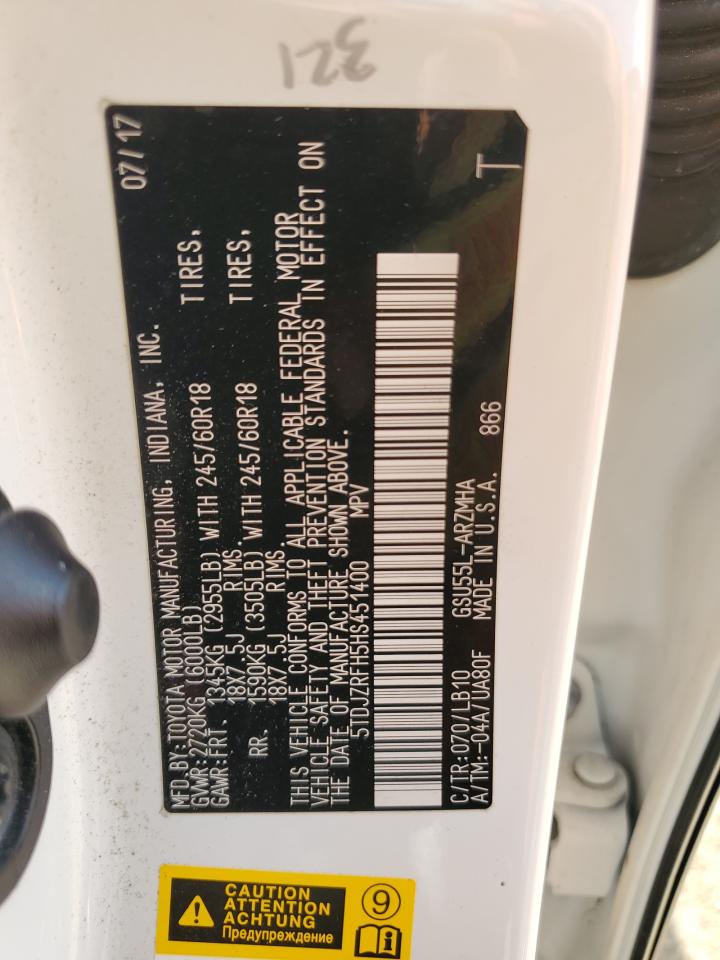 321
MFD BY: TOYOTA MOTOR MANUFACTURING, INDIANA, INC. 07/17
GVWR: 2720KG (6000LB)
GAWR: FRT. 1345KG (2955LB) WITH 245/60R18 TIRES,
18X7.5J RIMS.
RR. 1590KG (3505LB) WITH 245/60R18 TIRES,
18X7.5J RIMS.
THIS VEHICLE CONFORMS TO ALL APPLICABLE FEDERAL MOTOR
VEHICLE SAFETY AND THEFT PREVENTION STANDARDS IN EFFECT ON
THE DATE OF MANUFACTURE SHOWN ABOVE.
5TDJZRFH5HS451400 MPV
C/TR: 070/LB10 GSU55L-ARZMHA 866
A/TM: -04A/UA80F MADE IN U.S.A. T
CAUTION
ATTENTION
ACHTUNG
Предупреждение
9